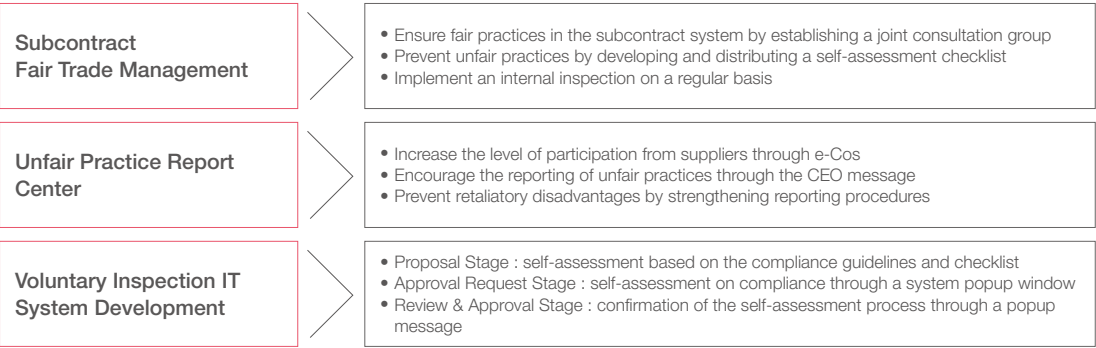 Subcontract
Fair Trade Management
• Ensure fair practices in the subcontract system by establishing a joint consultation group
• Prevent unfair practices by developing and distributing a self-assessment checklist
• Implement an internal inspection on a regular basis
Unfair Practice Report
Center
• Increase the level of participation from suppliers through e-Cos
• Encourage the reporting of unfair practices through the CEO message
• Prevent retaliatory disadvantages by strengthening reporting procedures
Voluntary Inspection IT
System Development
• Proposal Stage : self-assessment based on the compliance guidelines and checklist
• Approval Request Stage : self-assessment on compliance through a system popup window
• Review & Approval Stage : confirmation of the self-assessment process through a popup
message